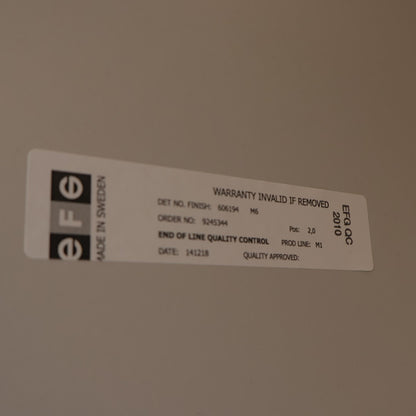 efg
MADE IN SWEDEN
WARRANTY INVALID IF REMOVED
DET NO. FINISH: 606194 M6
ORDER NO: 9245344 Pos: 2,0
END OF LINE QUALITY CONTROL PROD LINE: M1
DATE: 141218 QUALITY APPROVED:
EFG QC
2010